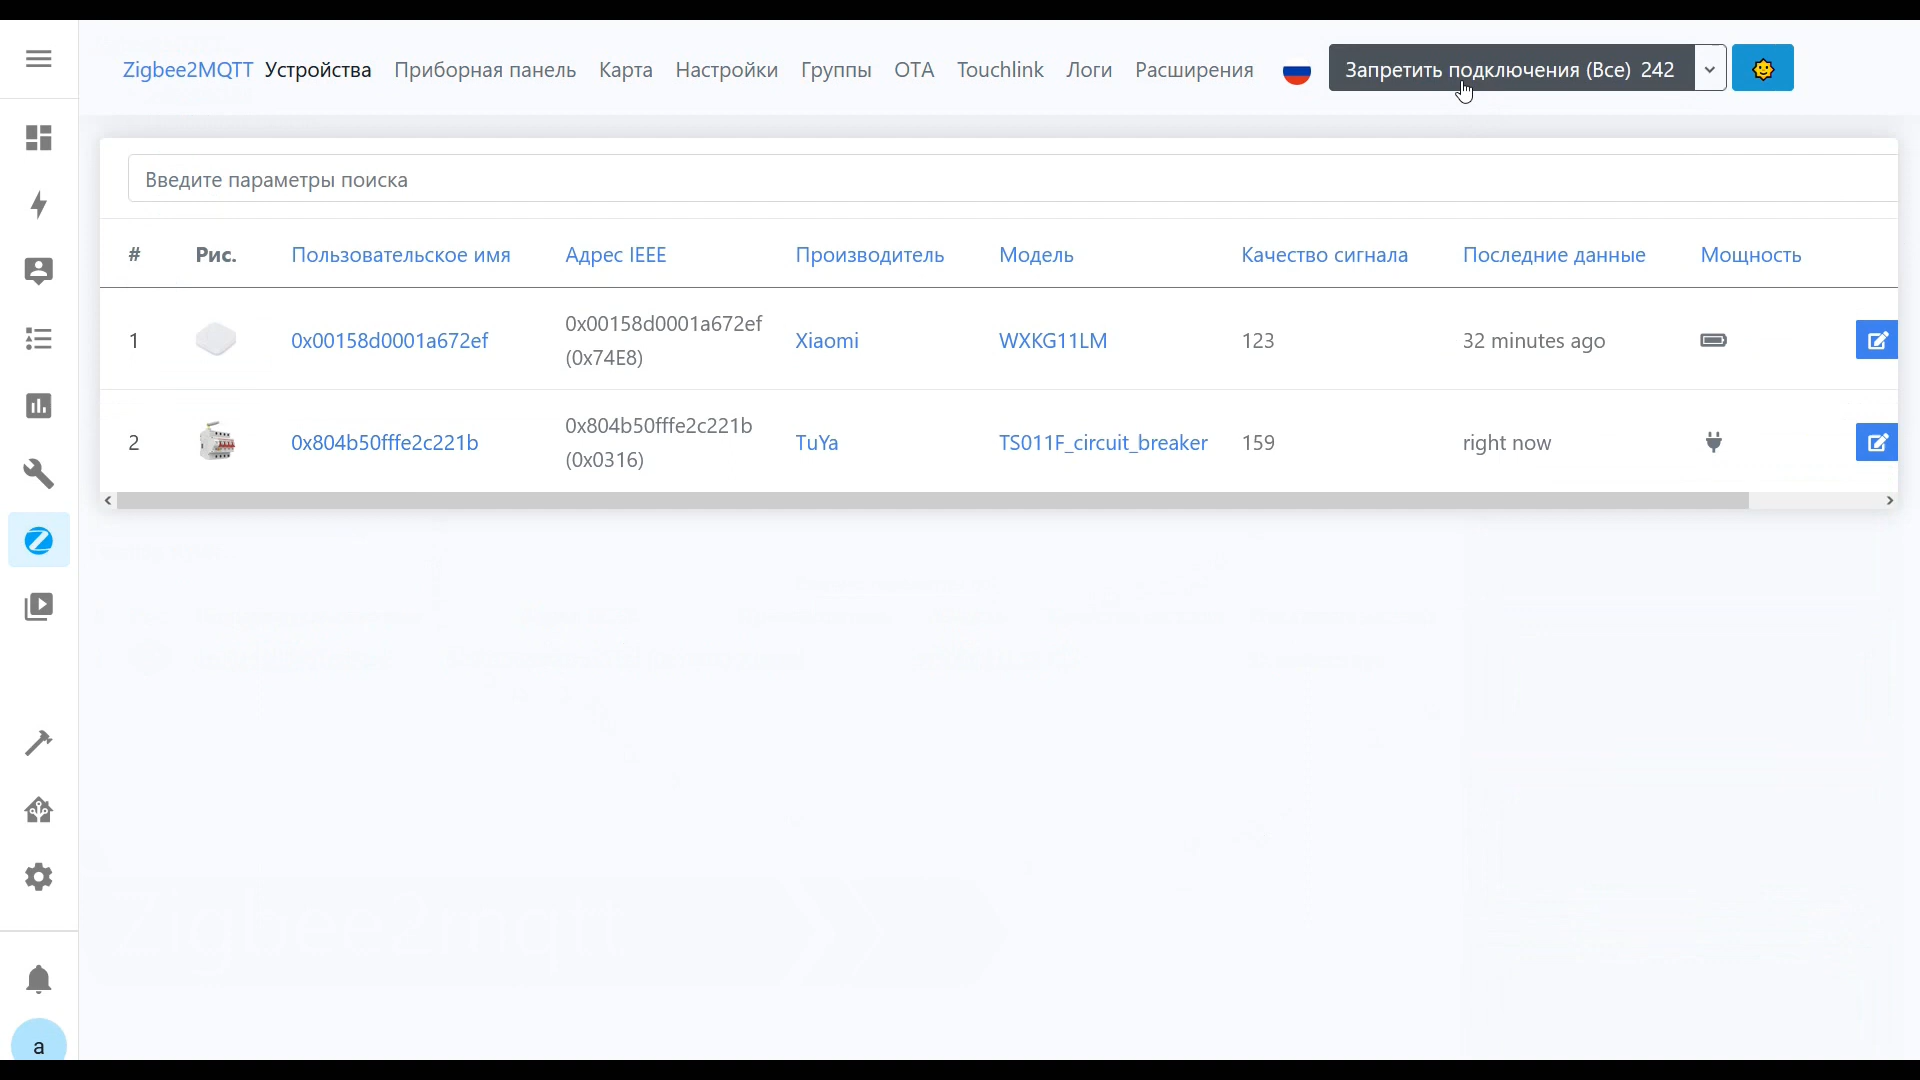 Zigbee2MQTT Устройства Приборная панель Карта Настройки Группы OTA Touchlink Логи Расширения Запретить подключения (Все) 242
Введите параметры поиска
# Рис. Пользовательское имя Адрес IEEE Производитель Модель Качество сигнала Последние данные Мощность
1 0x00158d0001a672ef 0x00158d0001a672ef (0x74E8) Xiaomi WXKG11LM 123 32 minutes ago
2 0x804b50fffe2c221b 0x804b50fffe2c221b (0x0316) TuYa TS011F_circuit_breaker 159 right now
a